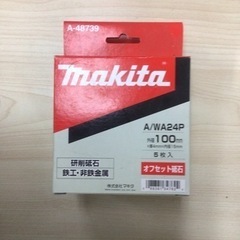 A-48739
makita
A/WA24P
外径100mm
5枚入
研削砥石
鉄工・非鉄金属
オフセット砥石
株式会社マキタ